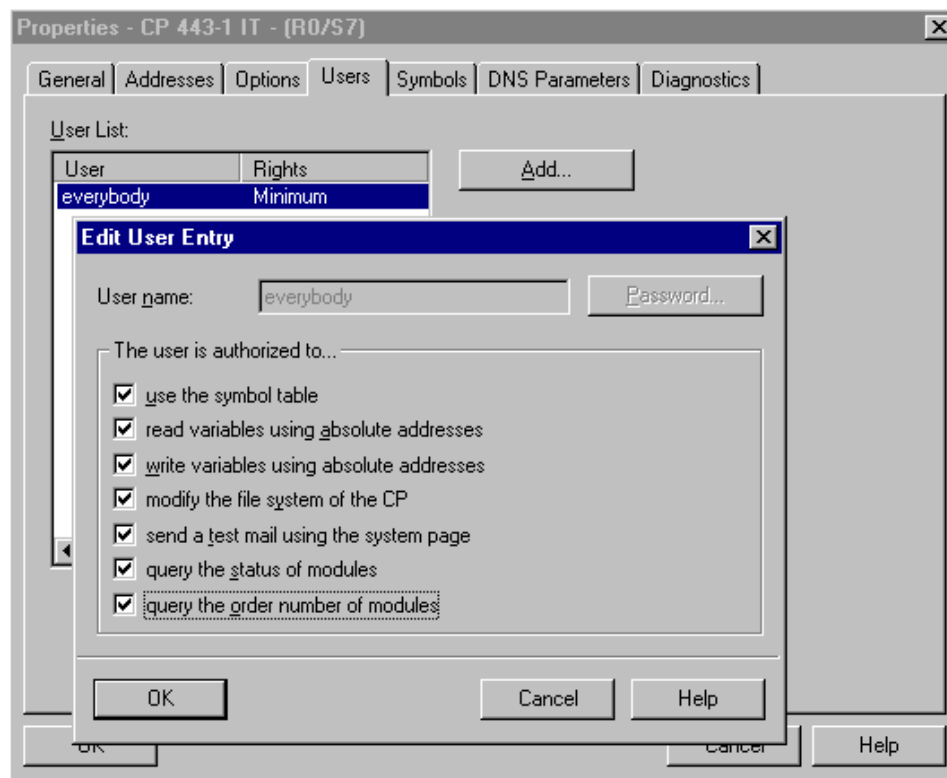 Properties - CP 443-1 IT - (R0/S7)
General Addresses Options Users Symbols DNS Parameters Diagnostics
User List:
User Rights
everybody Minimum
Add...
Edit User Entry
User name: everybody Password...
The user is authorized to...
use the symbol table
read variables using absolute addresses
write variables using absolute addresses
modify the file system of the CP
send a test mail using the system page
query the status of modules
query the order number of modules
OK Cancel Help
OK Cancel Help